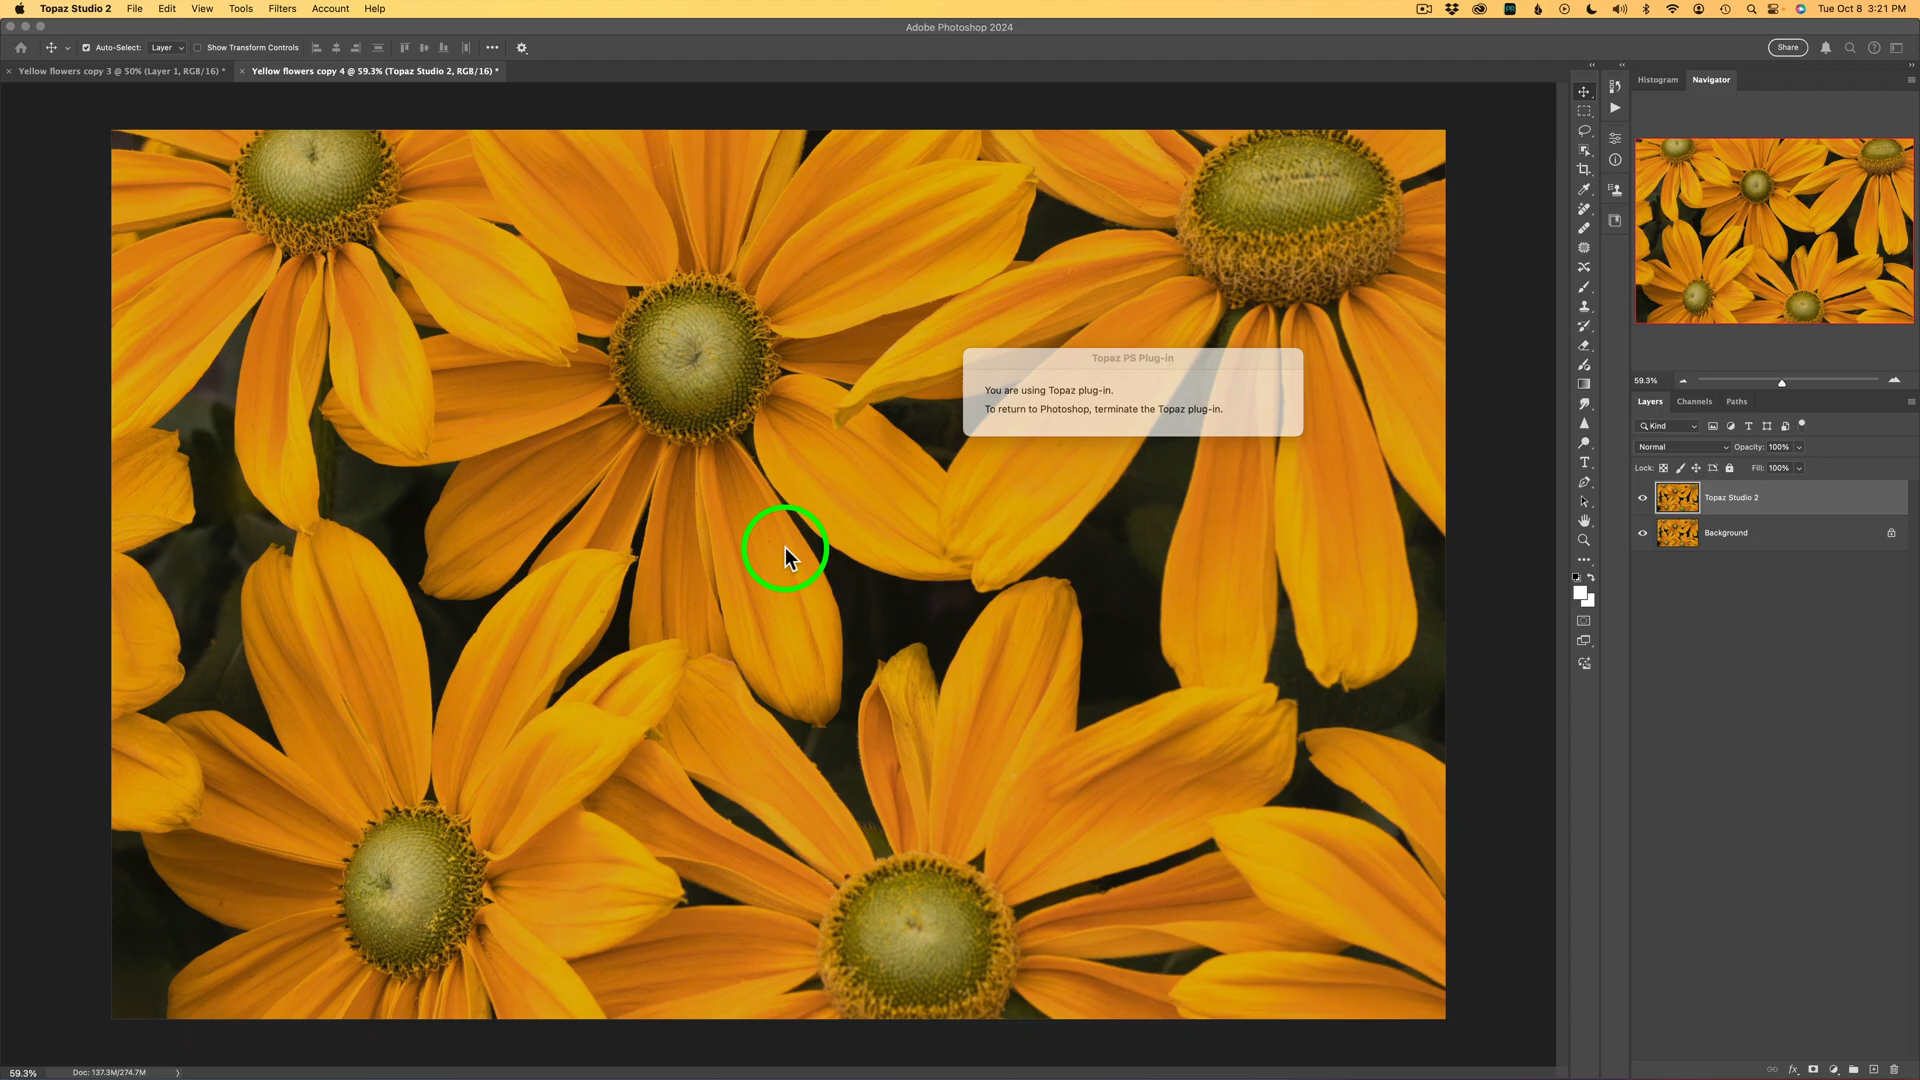 Topaz Studio 2 File Edit View Tools Filters Account Help Tue Oct 8 3:21 PM
Adobe Photoshop 2024
Auto-Select: Layer Show Transform Controls Share
Yellow flowers copy 3 @ 50% (Layer 1, RGB/16) * Yellow flowers copy 4 @ 59.3% (Topaz Studio 2, RGB/16) *
Histogram Navigator
Topaz PS Plug-in
You are using Topaz plug-in.
To return to Photoshop, terminate the Topaz plug-in.
59.3%
Layers Channels Paths
Kind
Normal Opacity: 100%
Lock: Fill: 100%
Topaz Studio 2
Background
59.3% Doc: 137.3M/274.7M